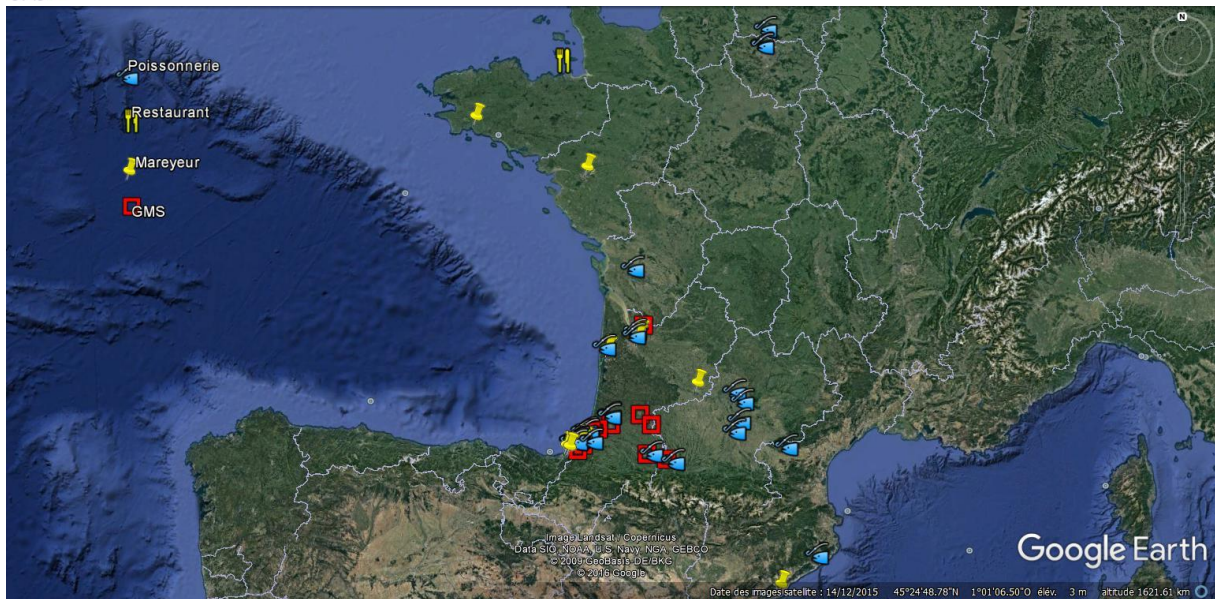 Poissonnerie
Restaurant
Mareyeur
GMS
N
Image Landsat / Copernicus
Data SIO, NOAA, U.S. Navy, NGA, GEBCO
© 2009 GeoBasis-DE/BKG
© 2016 Google
Google Earth
Date des images satellite : 14/12/2015 45°24'48.78"N 1°01'06.50"O élév. 3 m altitude 1621.61 km